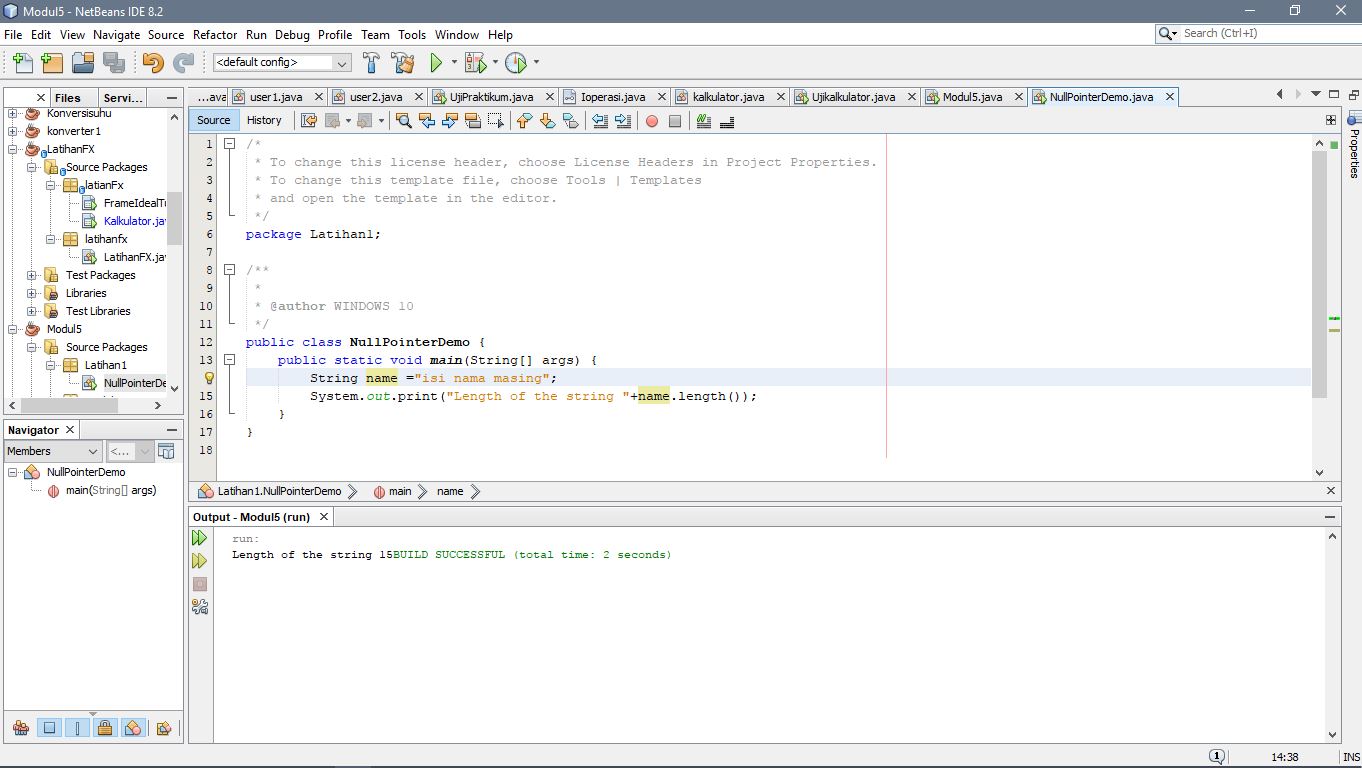 Modul5 - NetBeans IDE 8.2
File Edit View Navigate Source Refactor Run Debug Profile Team Tools Window Help
Search (Ctrl+I)
<default config>
Files Servi...
...ava user1.java user2.java UjiPraktikum.java Ioperasi.java kalkulator.java Ujikalkulator.java Modul5.java NullPointerDemo.java
Source History
Properties
Konversisuhu
konverter1
LatihanFX
Source Packages
latianFx
FrameIdealTu
Kalkulator.jav
latihanfx
LatihanFX.jav
Test Packages
Libraries
Test Libraries
Modul5
Source Packages
Latihan1
NullPointerDe
1 /*
2 * To change this license header, choose License Headers in Project Properties.
3 * To change this template file, choose Tools | Templates
4 * and open the template in the editor.
5 */
6 package Latihan1;
7
8 /**
9 *
10 * @author WINDOWS 10
11 */
12 public class NullPointerDemo {
13 public static void main(String[] args) {
String name ="isi nama masing";
15 System.out.print("Length of the string "+name.length());
16 }
17 }
18
Latihan1.NullPointerDemo main name
Navigator
Members <...
NullPointerDemo
main(String[] args)
Output - Modul5 (run)
run:
Length of the string 15BUILD SUCCESSFUL (total time: 2 seconds)
1 14:38 INS